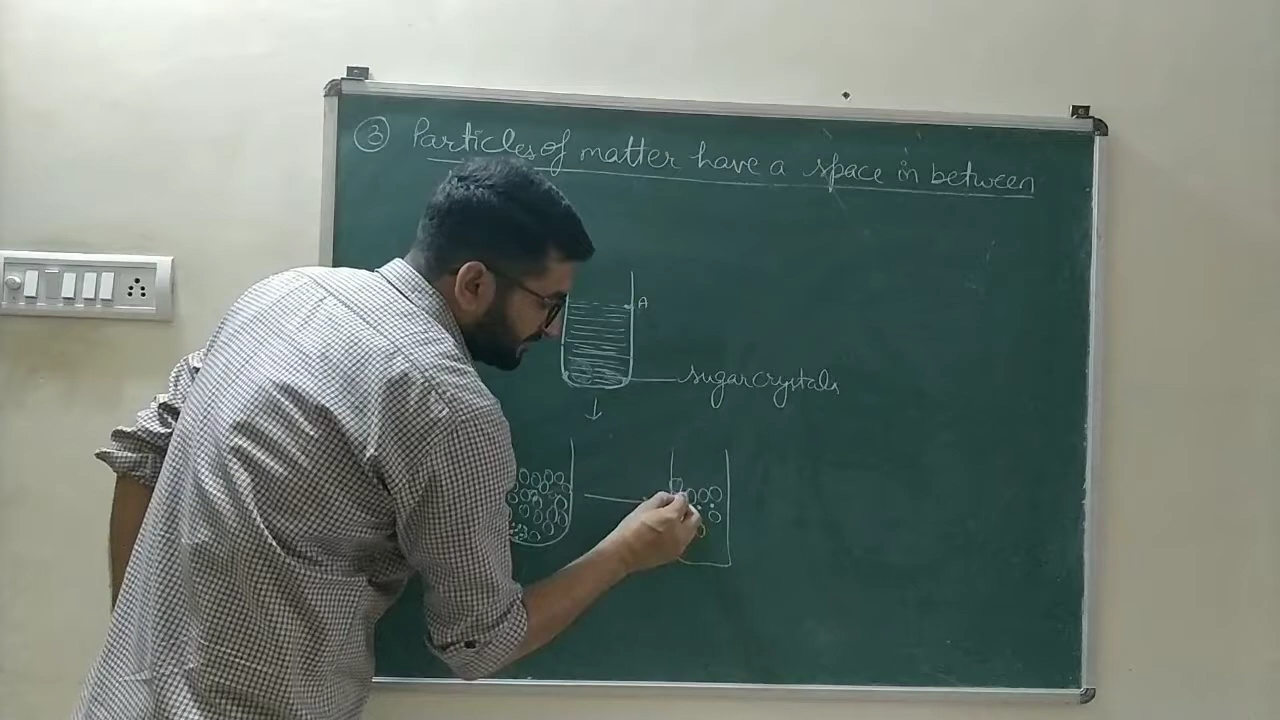 ③ Particles of matter have a space in between
A
sugarcrystals